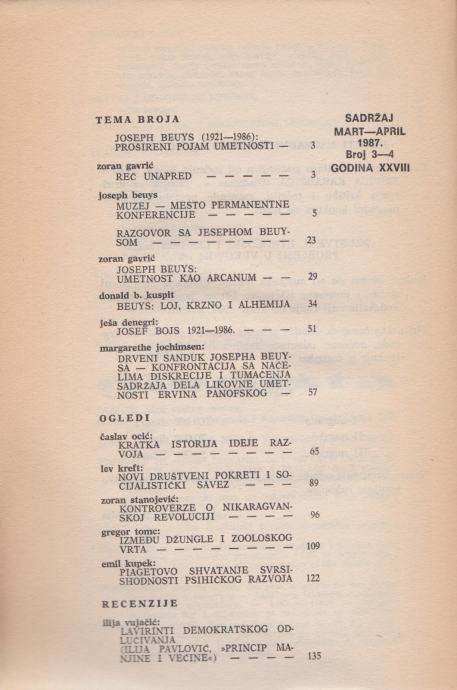 SADRŽAJ
MART—APRIL
1987.
Broj 3—4
GODINA XXVIII
TEMA BROJA
JOSEPH BEUYS (1921—1986):
PROŠIRENI POJAM UMETNOSTI — 3
zoran gavrić
REČ UNAPRED — — — — — 3
joseph beuys
MUZEJ — MESTO PERMANENTNE
KONFERENCIJE — — — — — 5
RAZGOVOR SA JESEPHOM BEUY-
SOM — — — — — — — — 23
zoran gavrić
JOSEPH BEUYS:
UMETNOST KAO ARCANUM — — 29
donald b. kuspit
BEUYS: LOJ, KRZNO I ALHEMIJA 34
ješa denegri:
JOSEF BOJS 1921—1986. — — — 51
margarethe jochimsen:
DRVENI SANDUK JOSEPHA BEUY-
SA — KONFRONTACIJA SA NAČE-
LIMA DISKRECIJE I TUMAČENJA
SADRŽAJA DELA LIKOVNE UMET-
NOSTI ERVINA PANOFSKOG — 57
OGLEDI
časlav ocić:
KRATKA ISTORIJA IDEJE RAZ-
VOJA — — — — — — — — 65
lev kreft:
NOVI DRUŠTVENI POKRETI I SO-
CIJALISTIČKI SAVEZ — — — 89
zoran stanojević:
KONTROVERZE O NIKARAGVAN-
SKOJ REVOLUCIJI — — — — 96
gregor tomc:
IZMEĐU DŽUNGLE I ZOOLOŠKOG
VRTA — — — — — — — — 109
emil kupek:
PIAGETOVO SHVATANJE SVRSI-
SHODNOSTI PSIHIČKOG RAZVOJA 122
RECENZIJE
ilija vujačić:
LAVIRINTI DEMOKRATSKOG OD-
LUČIVANJA
(ILIJA PAVLOVIĆ, »PRINCIP MA-
NJINE I VEĆINE«) — — — — 135